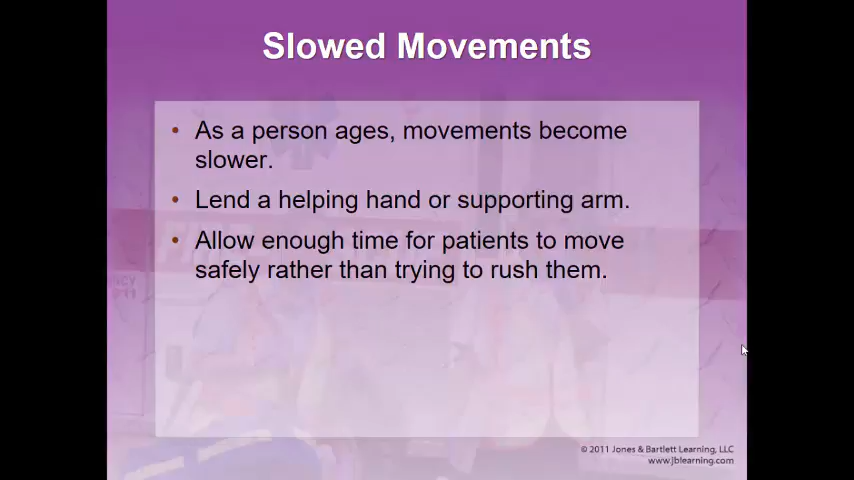 Slowed Movements
• As a person ages, movements become
slower.
• Lend a helping hand or supporting arm.
• Allow enough time for patients to move
safely rather than trying to rush them.
© 2011 Jones & Bartlett Learning, LLC
www.jblearning.com